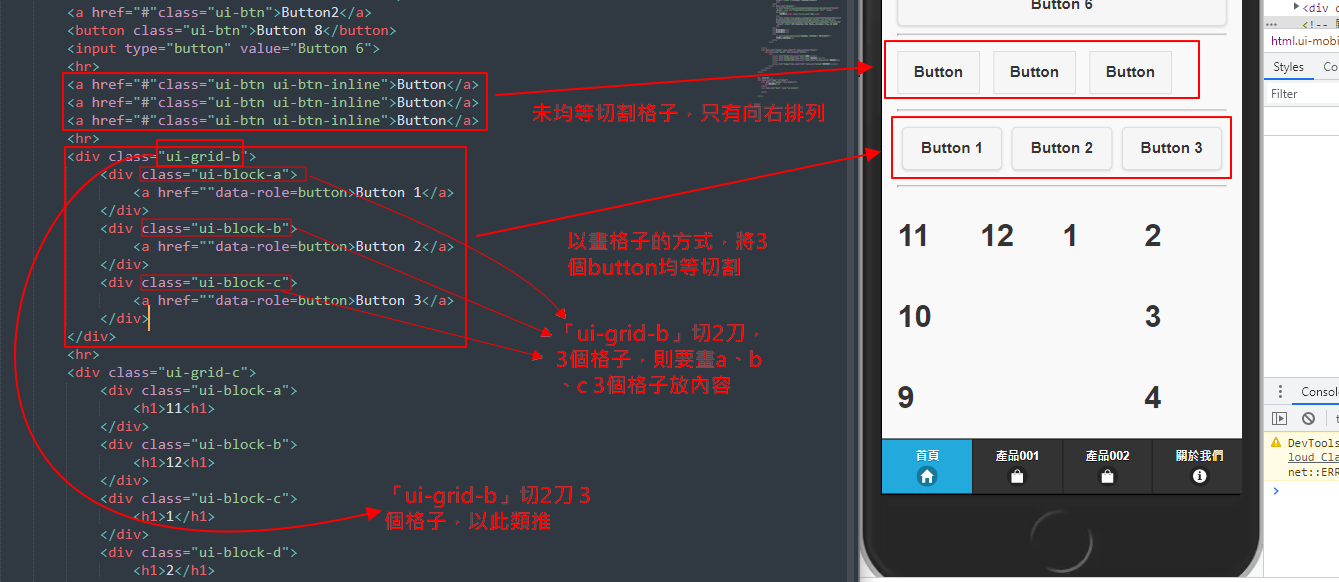 <a href="#"class="ui-btn">Button2</a>
<button class="ui-btn">Button 8</button>
<input type="button" value="Button 6">
<hr>
<a href="#"class="ui-btn ui-btn-inline">Button</a>
<a href="#"class="ui-btn ui-btn-inline">Button</a>
<a href="#"class="ui-btn ui-btn-inline">Button</a>
<hr>
<div class="ui-grid-b">
<div class="ui-block-a">
<a href=""data-role=button>Button 1</a>
</div>
<div class="ui-block-b">
<a href=""data-role=button>Button 2</a>
</div>
<div class="ui-block-c">
<a href=""data-role=button>Button 3</a>
</div>
</div>
<hr>
<div class="ui-grid-c">
<div class="ui-block-a">
<h1>11<h1>
</div>
<div class="ui-block-b">
<h1>12<h1>
</div>
<div class="ui-block-c">
<h1>1</h1>
</div>
<div class="ui-block-d">
<h1>2</h1>
未均等切割格子，只有向右排列
以畫格子的方式，將3
個button均等切割
「ui-grid-b」切2刀，
3個格子，則要畫a、b
、c 3個格子放內容
「ui-grid-b」切2刀 3
個格子，以此類推
Button 6
Button Button Button
Button 1 Button 2 Button 3
11 12 1 2
10 3
9 4
首頁 產品001 產品002 關於我們
<div
<!--
html.ui-mobi
Styles Co
Filter
Console
DevTools
loud Cla
net::ERR